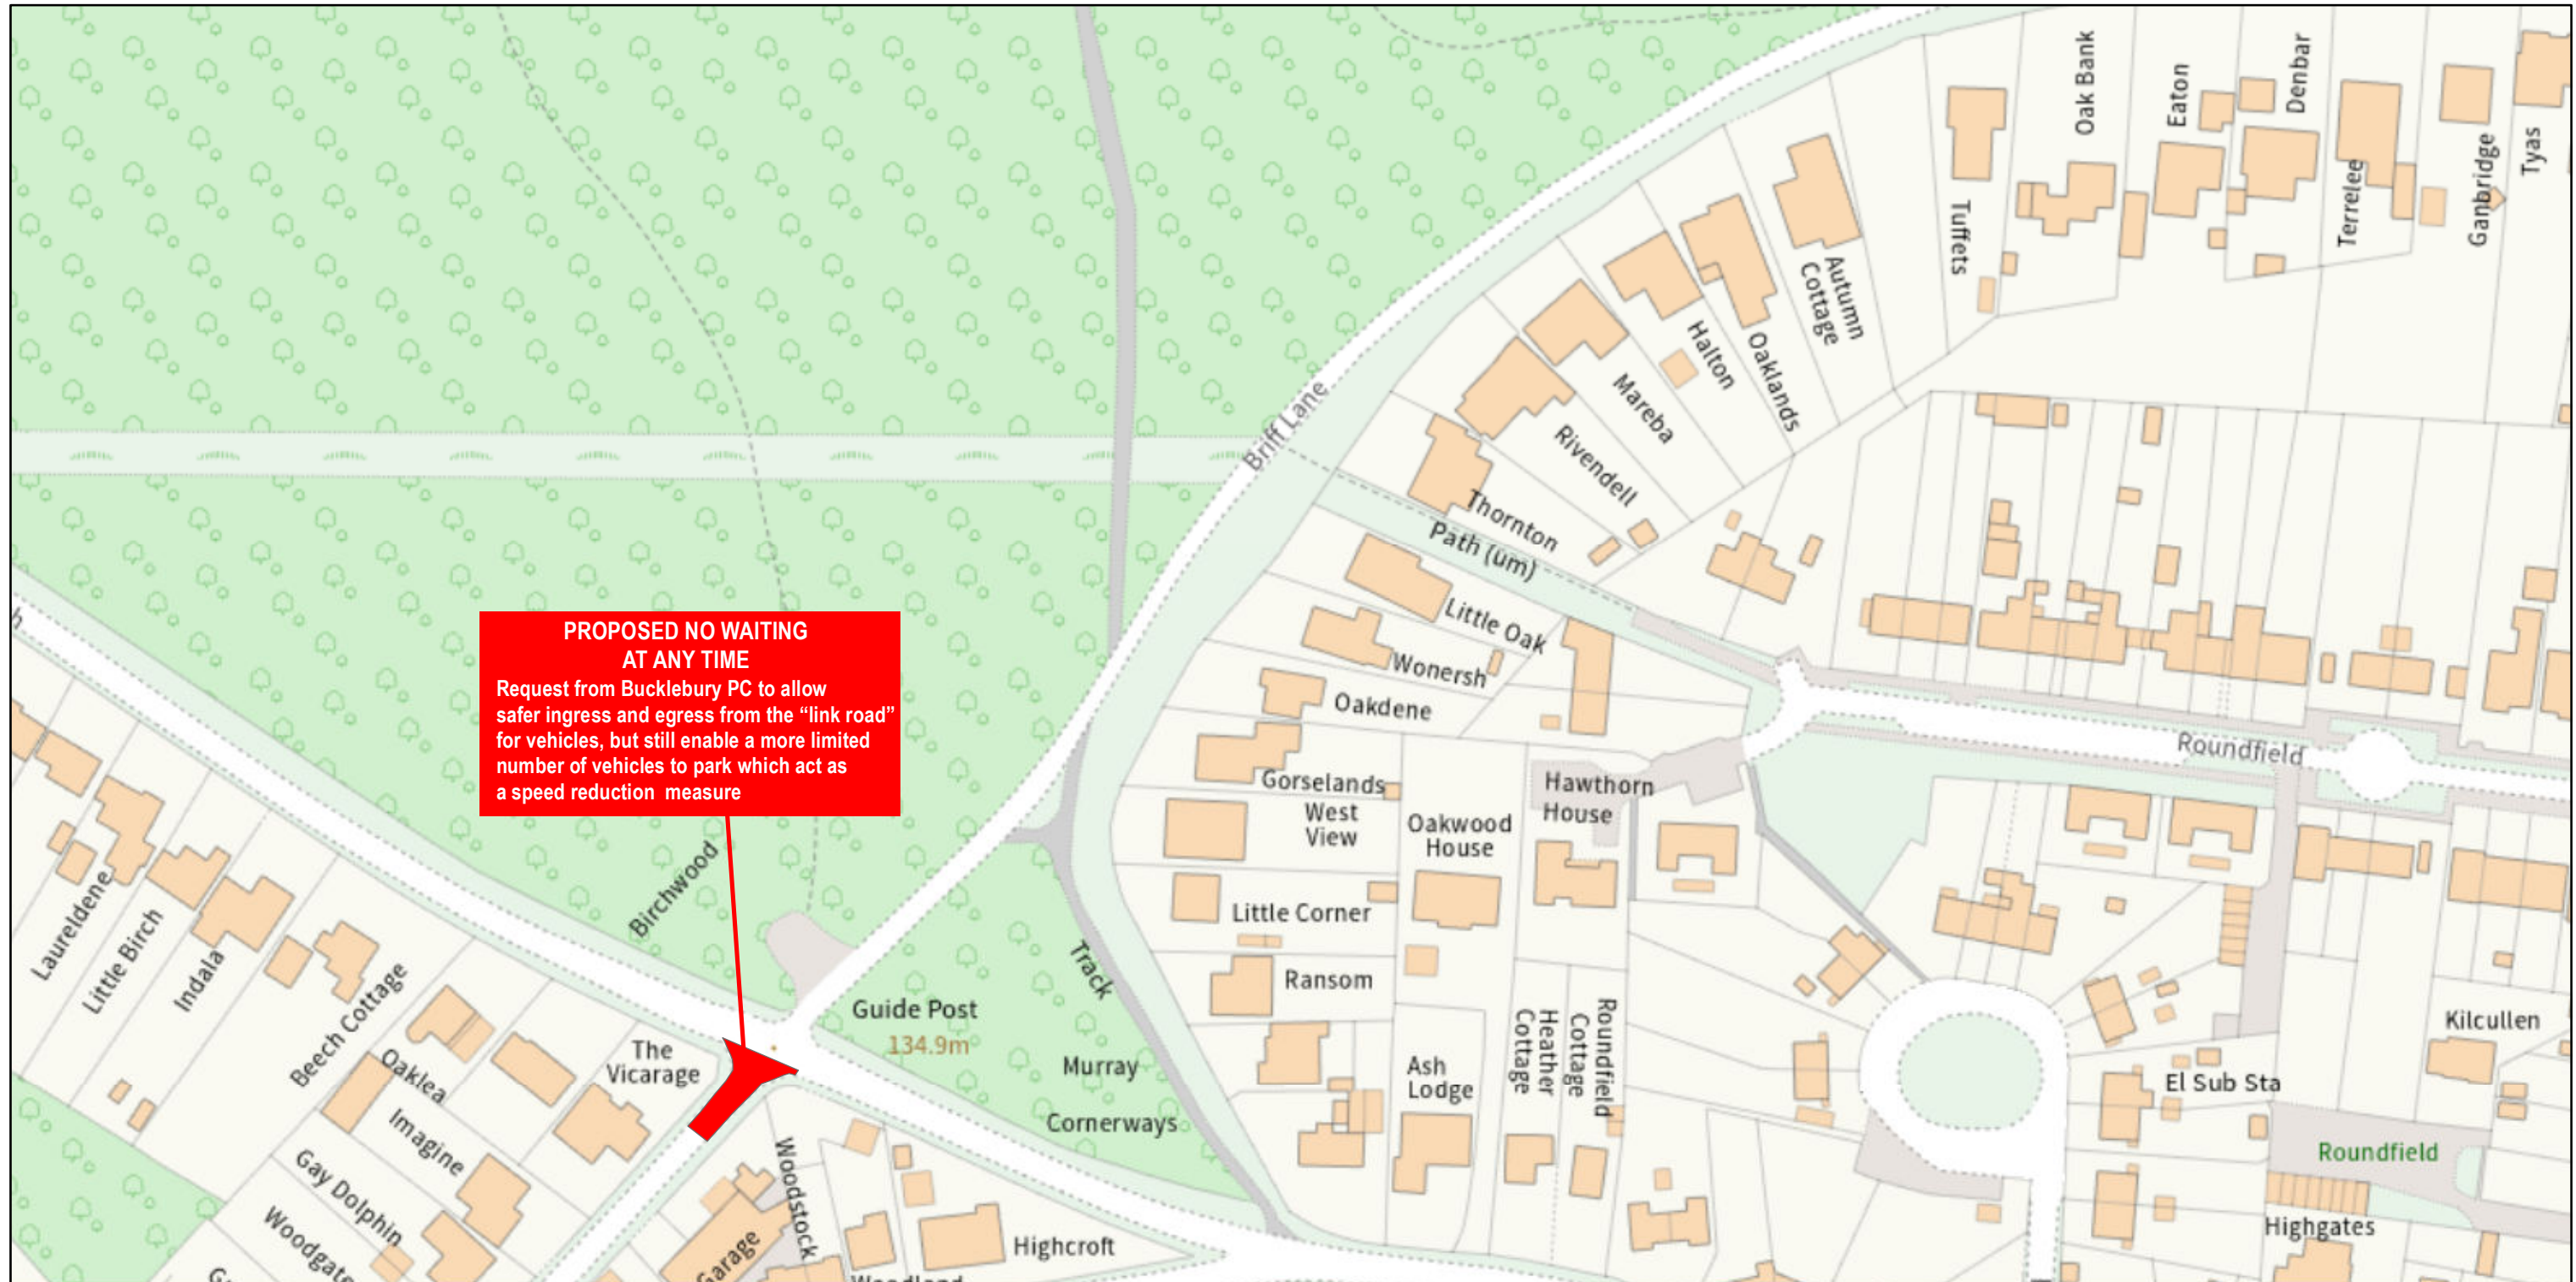 Oak Bank
Eaton
Denbar
Terrelee
Ganbridge
Tyas
Tuffets
Autumn
Cottage
Oaklands
Halton
Mareba
Rivendell
Thornton
Path (um)
Briff Lane
Little Oak
Wonersh
Oakdene
Gorselands
West
View
Oakwood
House
Hawthorn
House
Roundfield
PROPOSED NO WAITING
AT ANY TIME
Request from Bucklebury PC to allow
safer ingress and egress from the “link road”
for vehicles, but still enable a more limited
number of vehicles to park which act as
a speed reduction measure
Birchwood
Laureldene
Little Birch
Indala
Beech Cottage
Oaklea
Imagine
Gay Dolphin
Woodgate
The
Vicarage
Guide Post
134.9m
Track
Murray
Cornerways
Little Corner
Ransom
Ash
Lodge
Heather
Cottage
Roundfield
Cottage
Kilcullen
El Sub Sta
Roundfield
Highgates
Woodstock
Garage
Highcroft
Woodland